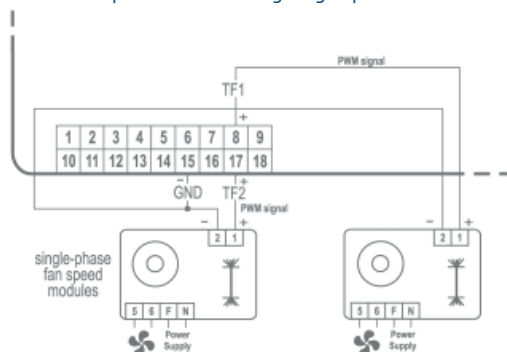 PWM signal
TF1
+
1 2 3 4 5 6 7 8 9
10 11 12 13 14 15 16 17 18
− +
GND TF2
PWM signal
− +
2 1
− +
2 1
single-phase
fan speed
modules
5 6 F N
Power
Supply
5 6 F N
Power
Supply